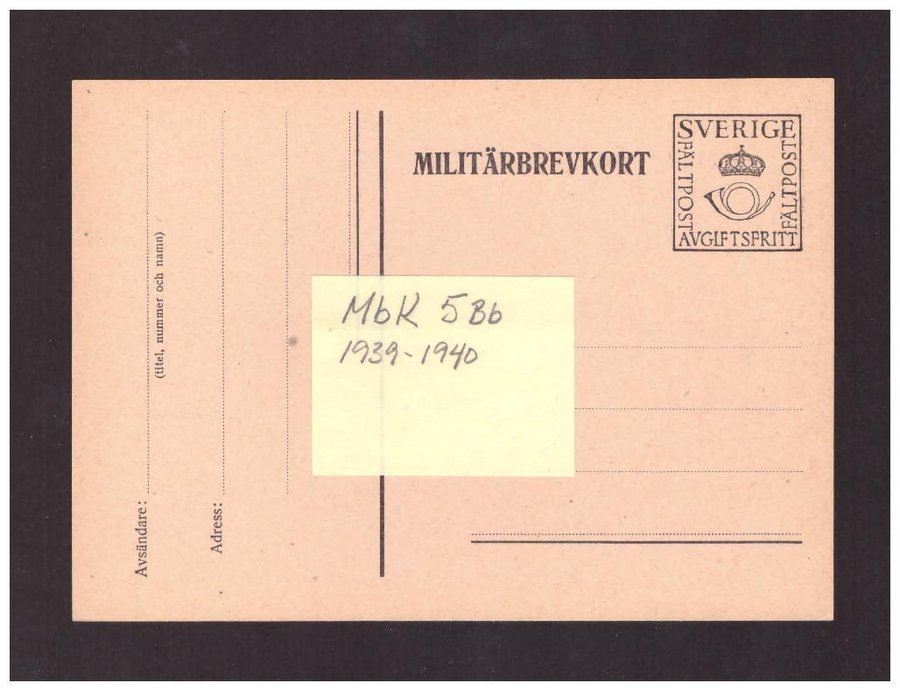 MILITÄRBREVKORT
SVERIGE
FÄLTPOST
FÄLTPOST
AVGIFTSFRITT
MbK 5Bb
1939-1940
Avsändare:
(titel, nummer och namn)
Adress: